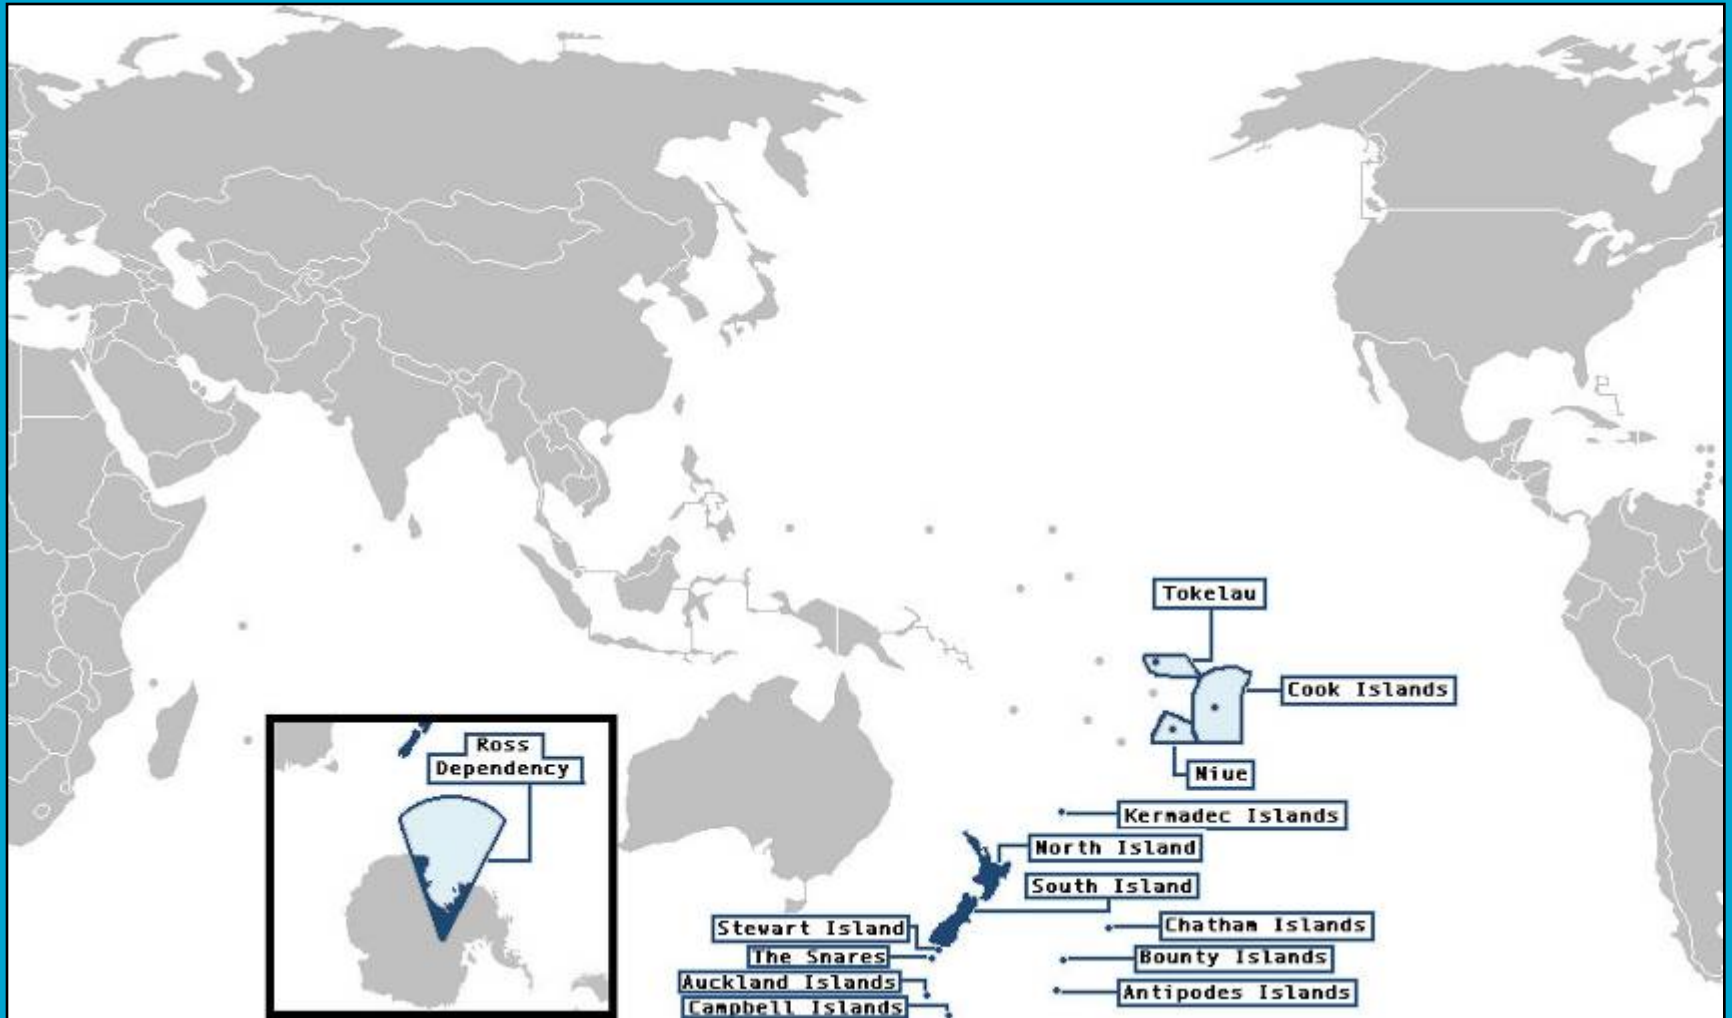 Tokelau
Cook Islands
Ross
Dependency
Niue
Kermadec Islands
North Island
South Island
Stewart Island
Chatham Islands
The Snares
Bounty Islands
Auckland Islands
Antipodes Islands
Campbell Islands